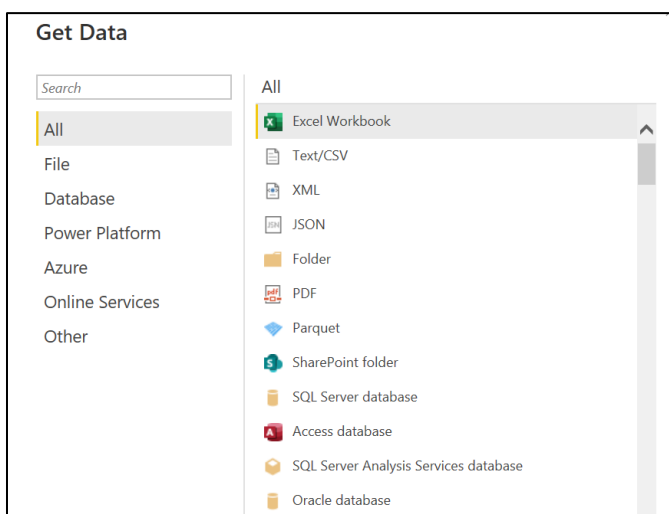 Get Data
Search
All
File
Database
Power Platform
Azure
Online Services
Other
All
Excel Workbook
Text/CSV
XML
JSON
Folder
PDF
Parquet
SharePoint folder
SQL Server database
Access database
SQL Server Analysis Services database
Oracle database